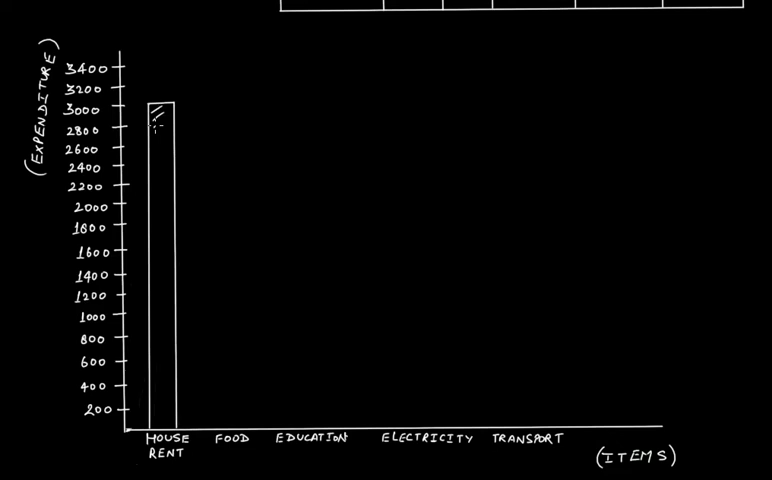 (EXPENDITURE)
3400
3200
3000
2800
2600
2400
2200
2000
1800
1600
1400
1200
1000
800
600
400
200
HOUSE RENT
FOOD
EDUCATION
ELECTRICITY
TRANSPORT
(ITEMS)